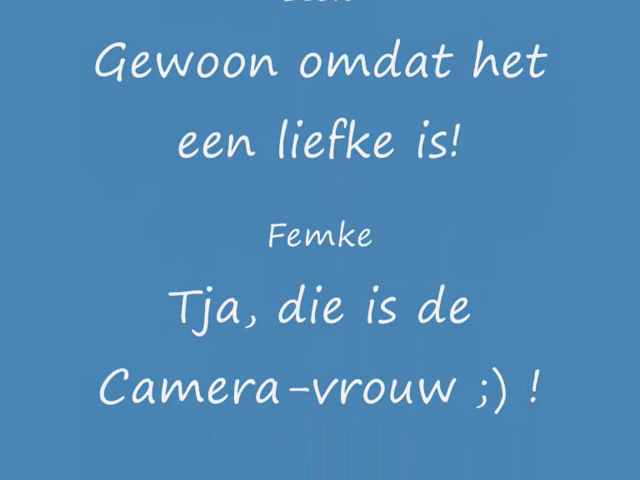 Gewoon omdat het
een liefke is!
Femke
Tja, die is de
Camera-vrouw ;) !